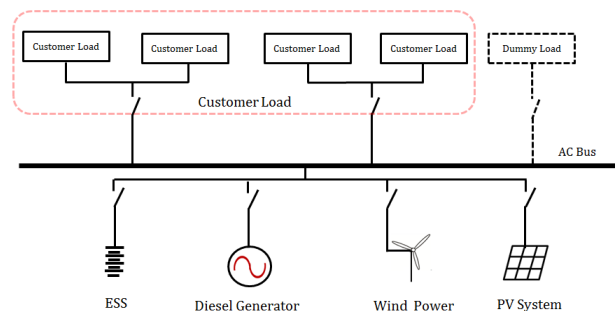 Customer Load
Customer Load
Customer Load
Customer Load
Dummy Load
Customer Load
AC Bus
ESS
Diesel Generator
Wind Power
PV System